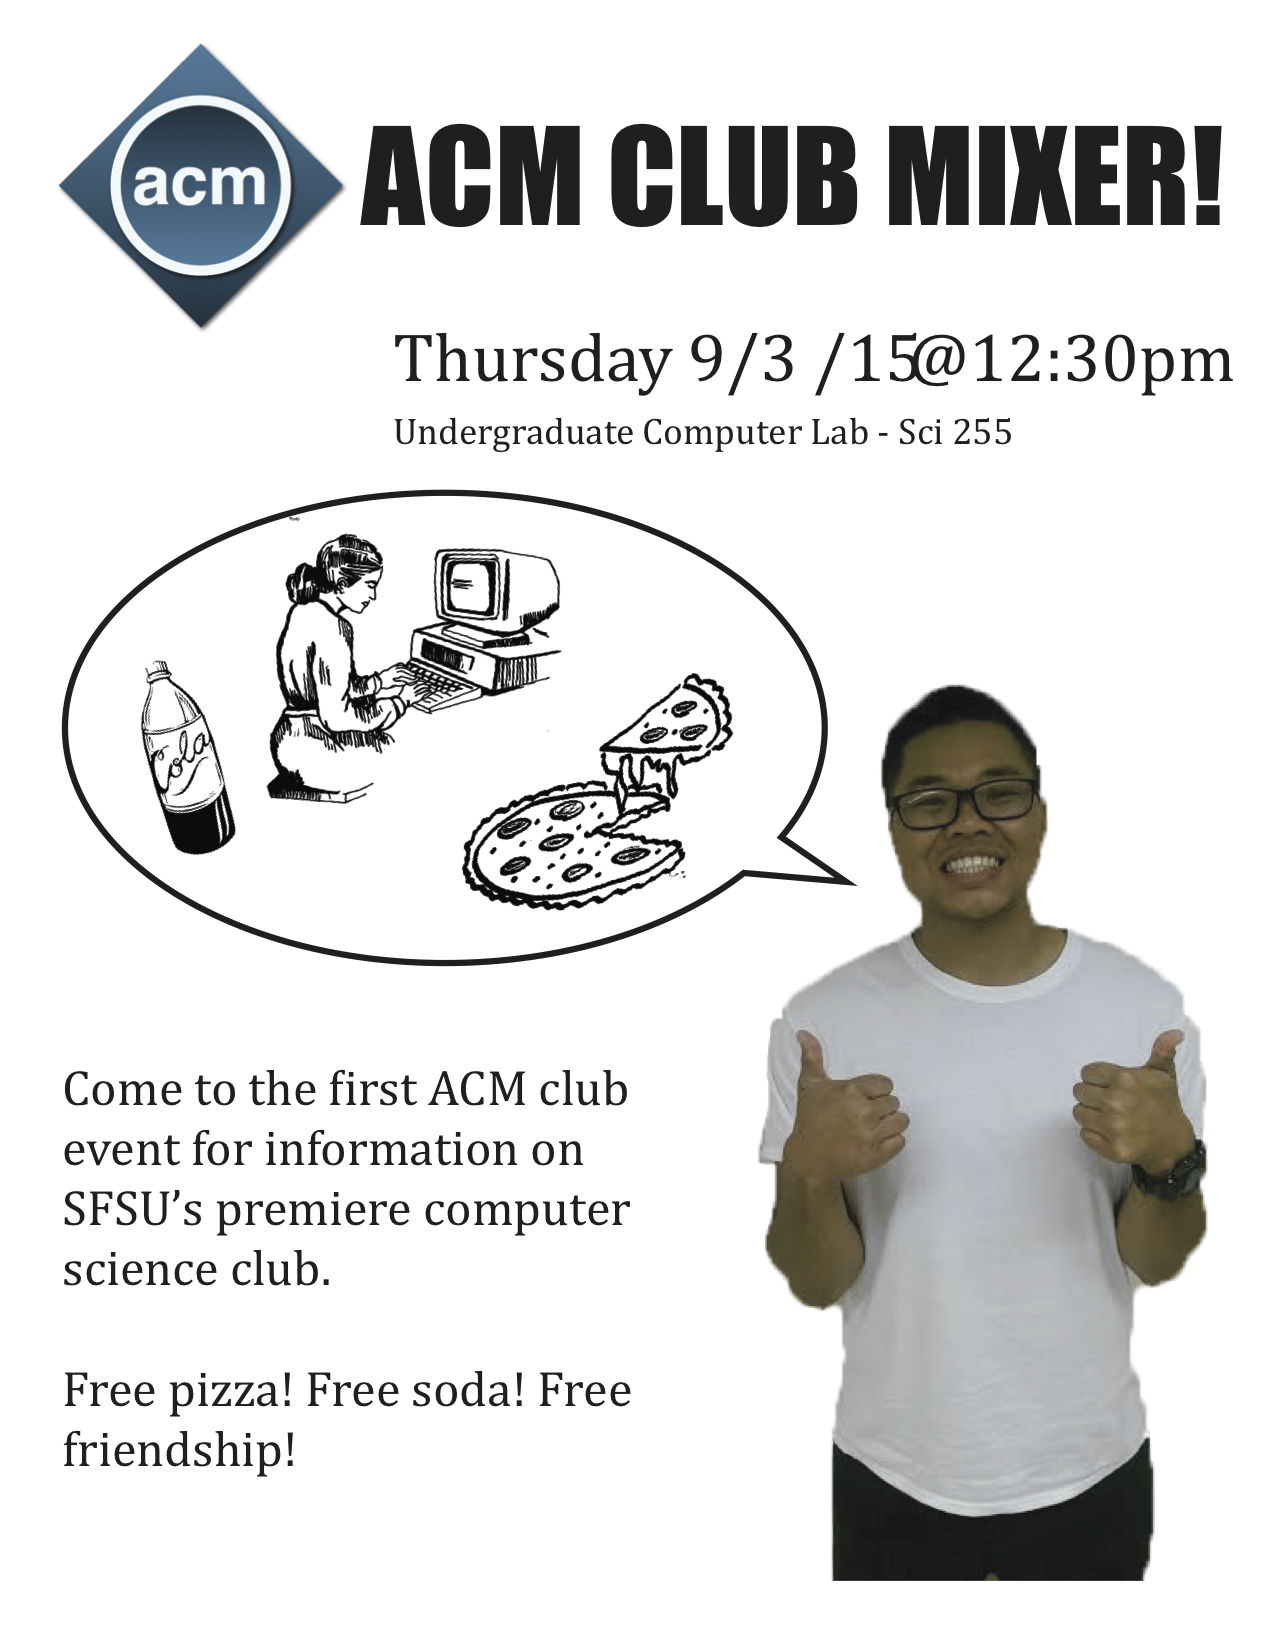 acm
ACM CLUB MIXER!
Thursday 9/3 /15@12:30pm
Undergraduate Computer Lab - Sci 255
Cola
Come to the first ACM club
event for information on
SFSU’s premiere computer
science club.
Free pizza! Free soda! Free
friendship!